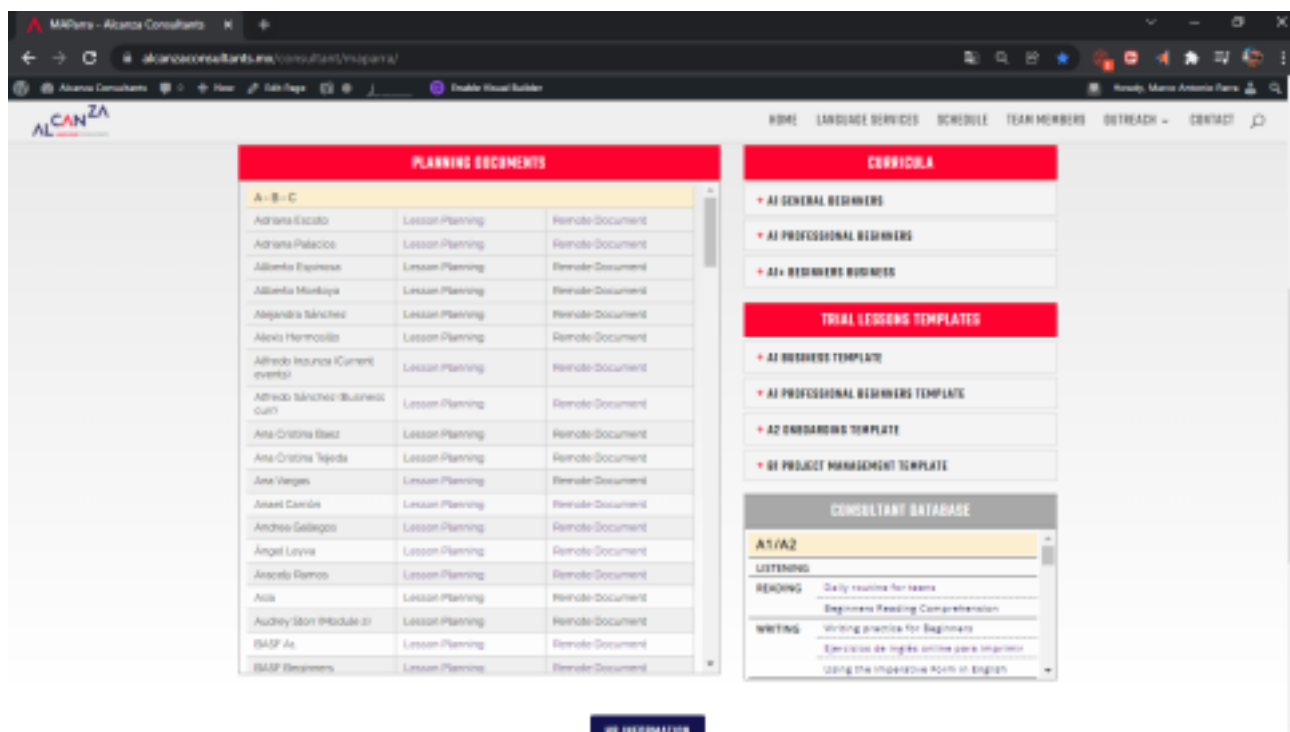 MAParra - Alcanza Consultants
alcanzaconsultants.mx/consultant/maparra/
Alcanza Consultants 0 New Edit Page Enable Visual Builder Howdy, Marco Antonio Parra
ALCANZA
HOME LANGUAGE SERVICES SCHEDULE TEAM MEMBERS OUTREACH CONTACT
PLANNING DOCUMENTS
A - B - C
Adriana Escoto Lesson Planning Remote Document
Adriana Palacios Lesson Planning Remote Document
Alberto Espinosa Lesson Planning Remote Document
Alberto Montoya Lesson Planning Remote Document
Alejandra Sánchez Lesson Planning Remote Document
Alexis Hermosillo Lesson Planning Remote Document
Alfredo Inzunza (Current events) Lesson Planning Remote Document
Alfredo Sánchez (Business curr) Lesson Planning Remote Document
Ana Cristina Baez Lesson Planning Remote Document
Ana Cristina Tejeda Lesson Planning Remote Document
Ana Vargas Lesson Planning Remote Document
Anael Carrión Lesson Planning Remote Document
Andrea Gallegos Lesson Planning Remote Document
Ángel Leyva Lesson Planning Remote Document
Aracely Ramos Lesson Planning Remote Document
Lesson Planning Remote Document
Audrey Storr (Module 2) Lesson Planning Remote Document
BASF A2 Lesson Planning Remote Document
BASF Beginners Lesson Planning Remote Document
CURRICULA
+ A1 GENERAL BEGINNERS
+ A1 PROFESSIONAL BEGINNERS
+ A1+ BEGINNERS BUSINESS
TRIAL LESSONS TEMPLATES
+ A1 BUSINESS TEMPLATE
+ A1 PROFESSIONAL BEGINNERS TEMPLATE
+ A2 ONBOARDING TEMPLATE
+ B1 PROJECT MANAGEMENT TEMPLATE
CONSULTANT DATABASE
A1/A2
LISTENING
READING Daily routine for teens
Beginners Reading Comprehension
WRITING Writing practice for Beginners
Ejercicios de inglés online para imprimir
Using the Imperative Form in English
HR INFORMATION